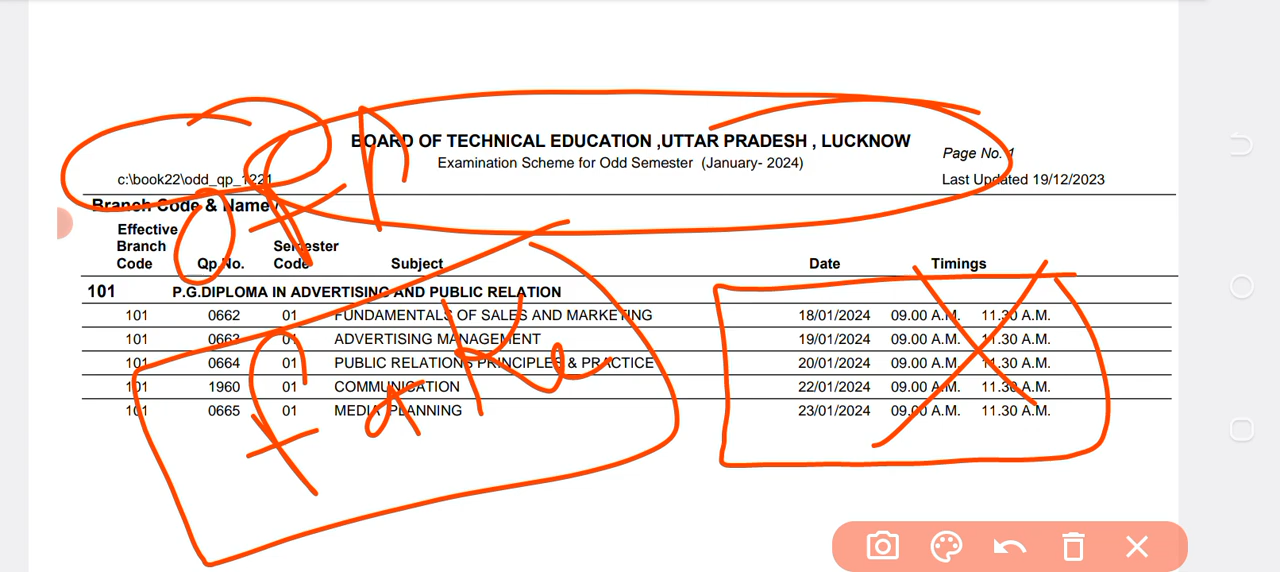 BOARD OF TECHNICAL EDUCATION ,UTTAR PRADESH , LUCKNOW
Examination Scheme for Odd Semester (January- 2024)
Page No. 1
c:\book22\odd_qp_1221
Last Updated 19/12/2023
Branch Code & Name
Effective Branch Code Qp No. Semester Code Subject Date Timings
101 P.G.DIPLOMA IN ADVERTISING AND PUBLIC RELATION
101 0662 01 FUNDAMENTALS OF SALES AND MARKETING 18/01/2024 09.00 A.M. 11.30 A.M.
101 0663 01 ADVERTISING MANAGEMENT 19/01/2024 09.00 A.M. 11.30 A.M.
101 0664 01 PUBLIC RELATIONS PRINCIPLES & PRACTICE 20/01/2024 09.00 A.M. 11.30 A.M.
101 1960 01 COMMUNICATION 22/01/2024 09.00 A.M. 11.30 A.M.
101 0665 01 MEDIA PLANNING 23/01/2024 09.00 A.M. 11.30 A.M.